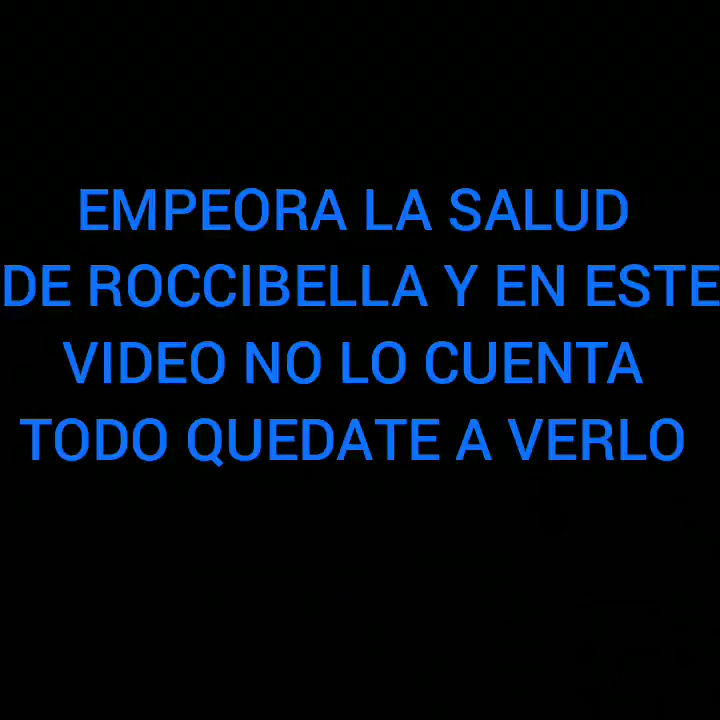 EMPEORA LA SALUD
DE ROCCIBELLA Y EN ESTE
VIDEO NO LO CUENTA
TODO QUEDATE A VERLO